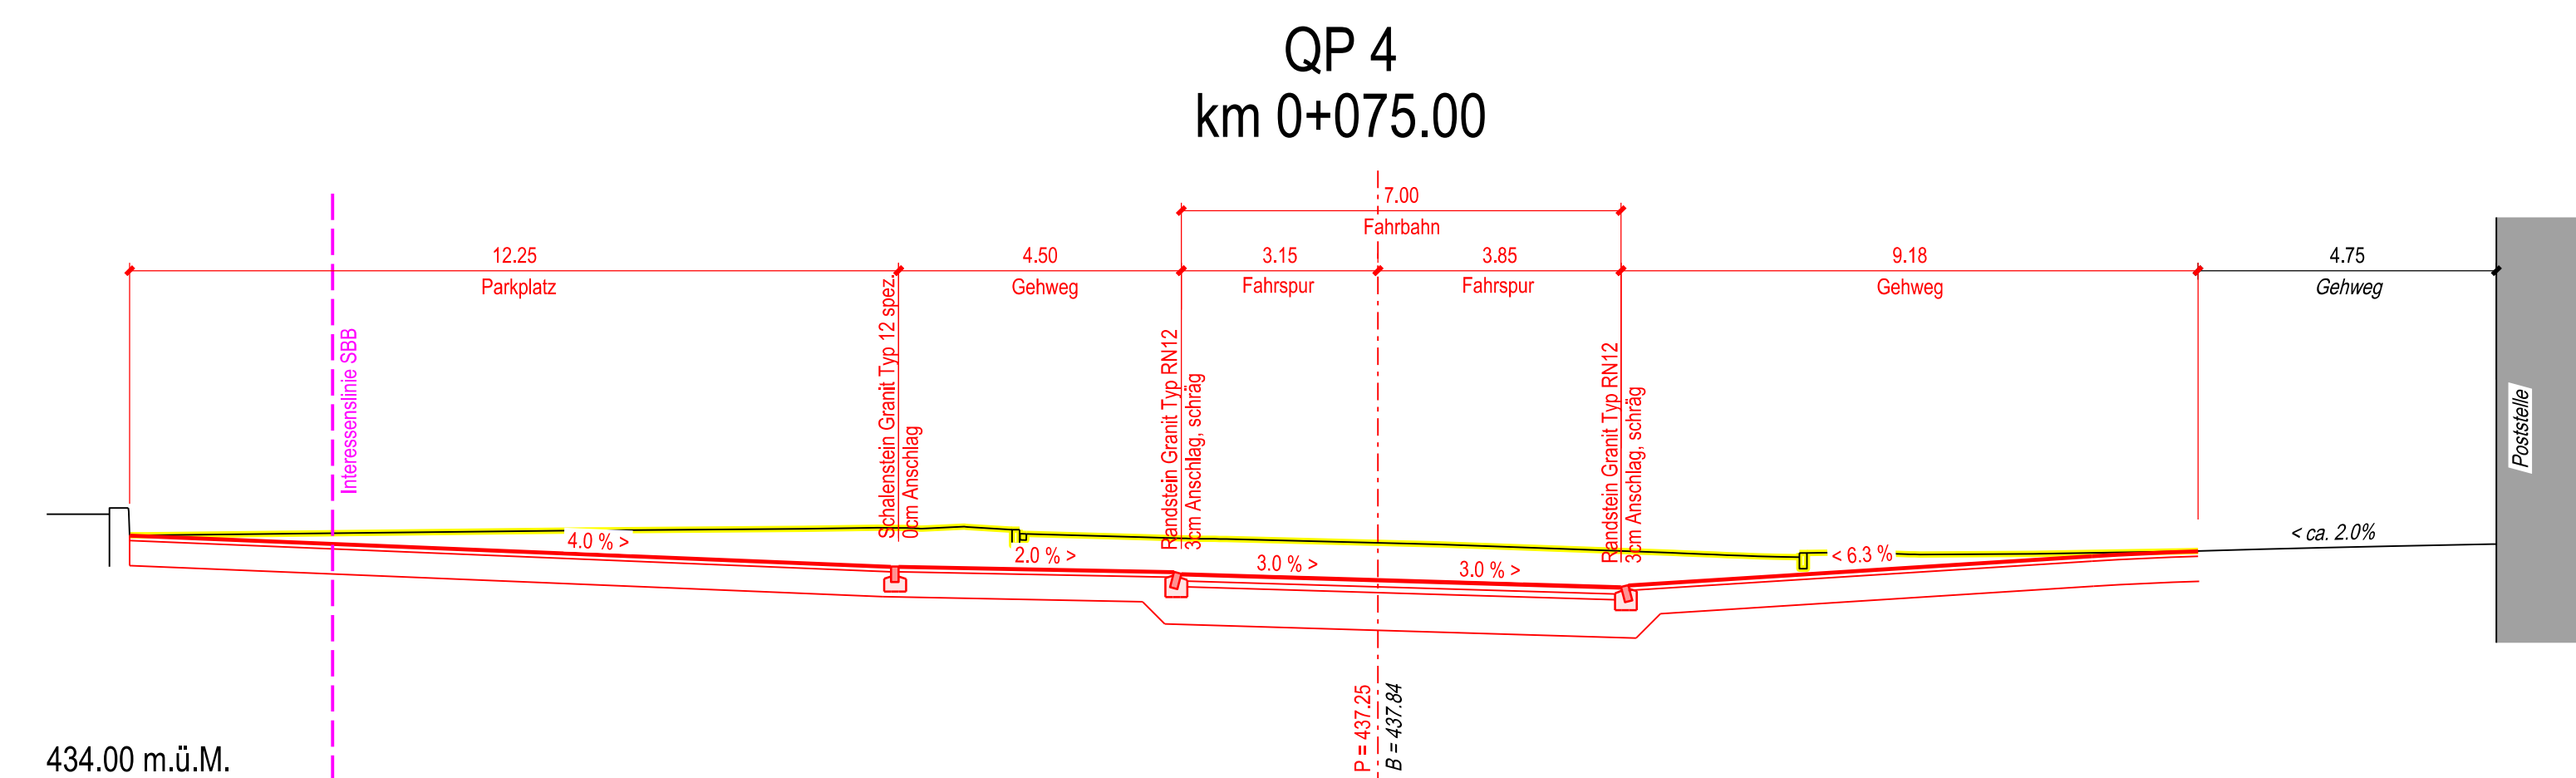 QP 4
km 0+075.00
7.00
Fahrbahn
12.25
4.50
3.15
3.85
9.18
4.75
Parkplatz
Gehweg
Fahrspur
Fahrspur
Gehweg
Gehweg
Interessenslinie SBB
Schalenstein Granit Typ 12 spez.
0cm Anschlag
Randstein Granit Typ RN12
3cm Anschlag, schräg
Randstein Granit Typ RN12
3cm Anschlag, schräg
Poststelle
4.0 % >
2.0 % >
3.0 % >
3.0 % >
< 6.3 %
< ca. 2.0%
P = 437.25
B = 437.84
434.00 m.ü.M.